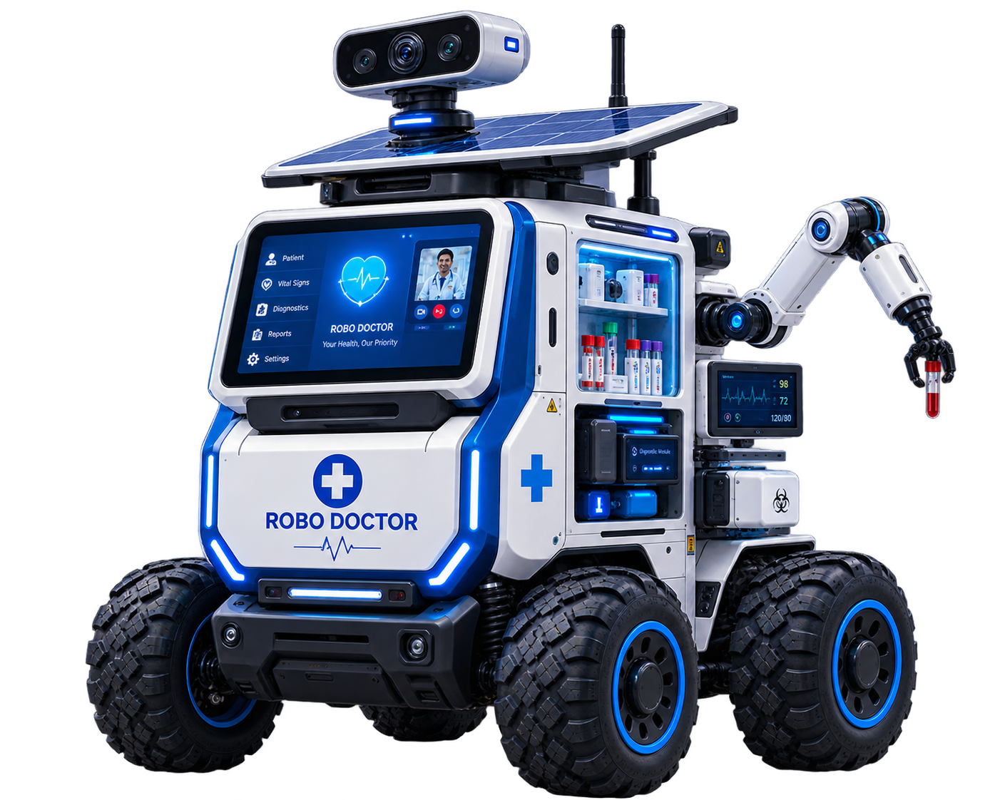 Patient
Vital Signs
Diagnostics
Reports
Settings
ROBO DOCTOR
Your Health, Our Priority
98
72
120/80
Diagnostic Module
ROBO DOCTOR